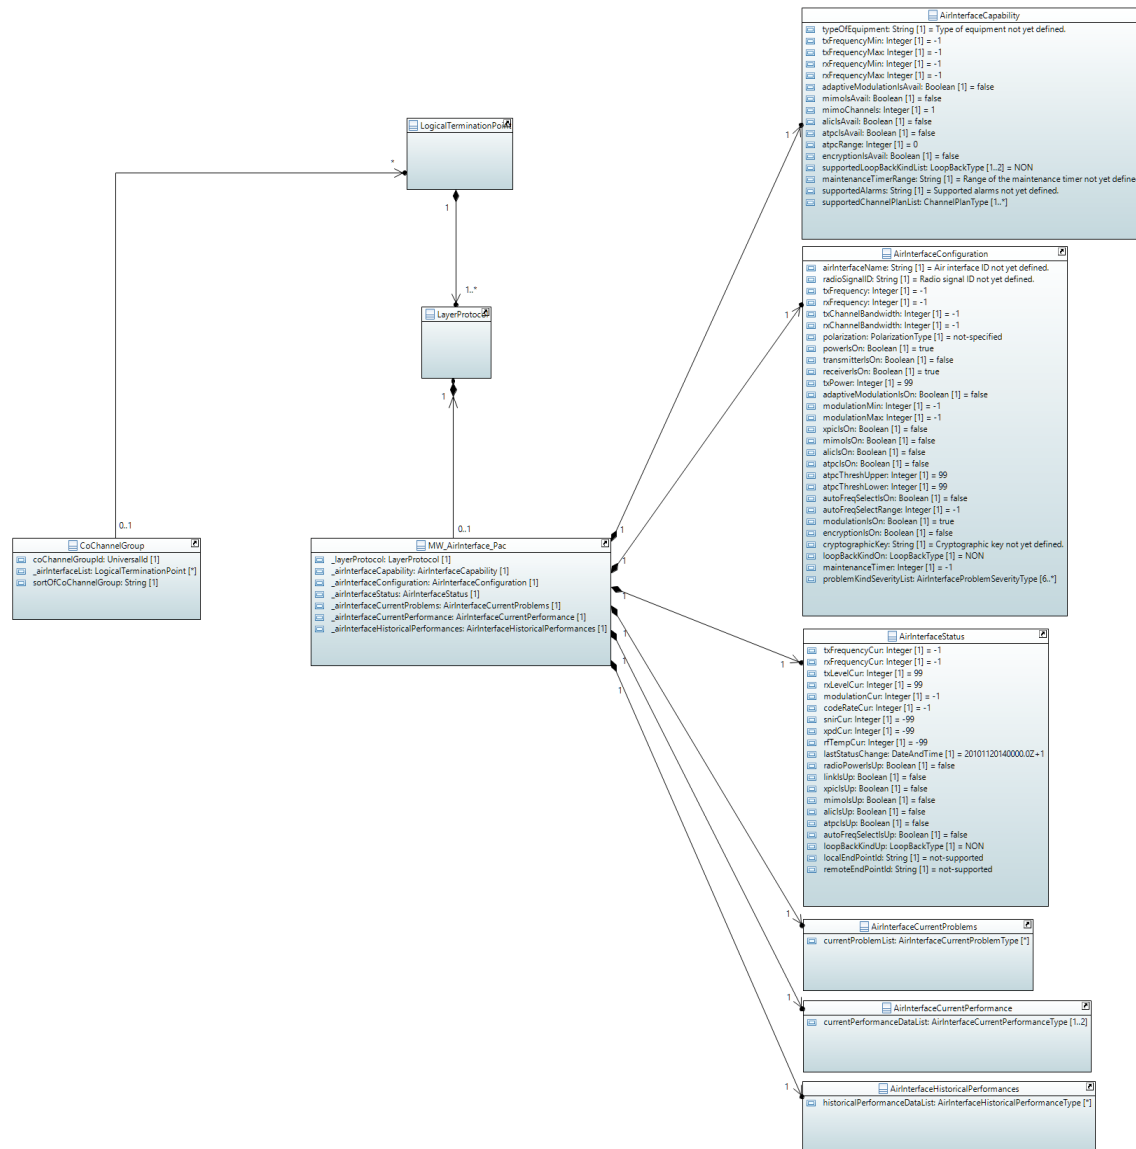 AirInterfaceCapability
typeOfEquipment: String [1] = Type of equipment not yet defined.
txFrequencyMin: Integer [1] = -1
txFrequencyMax: Integer [1] = -1
rxFrequencyMin: Integer [1] = -1
rxFrequencyMax: Integer [1] = -1
adaptiveModulationIsAvail: Boolean [1] = false
mimoIsAvail: Boolean [1] = false
mimoChannels: Integer [1] = 1
alicIsAvail: Boolean [1] = false
atpcIsAvail: Boolean [1] = false
atpcRange: Integer [1] = 0
encryptionIsAvail: Boolean [1] = false
supportedLoopBackKindList: LoopBackType [1..2] = NON
maintenanceTimerRange: String [1] = Range of the maintenance timer not yet define
supportedAlarms: String [1] = Supported alarms not yet defined.
supportedChannelPlanList: ChannelPlanType [1..*]
1
LogicalTerminationPoint
*
1
1..*
LayerProtocol
1
0..1
0..1
AirInterfaceConfiguration
airInterfaceName: String [1] = Air interface ID not yet defined.
radioSignalID: String [1] = Radio signal ID not yet defined.
txFrequency: Integer [1] = -1
rxFrequency: Integer [1] = -1
txChannelBandwidth: Integer [1] = -1
rxChannelBandwidth: Integer [1] = -1
polarization: PolarizationType [1] = not-specified
powerIsOn: Boolean [1] = true
transmitterIsOn: Boolean [1] = false
receiverIsOn: Boolean [1] = true
txPower: Integer [1] = 99
adaptiveModulationIsOn: Boolean [1] = false
modulationMin: Integer [1] = -1
modulationMax: Integer [1] = -1
xpicIsOn: Boolean [1] = false
mimoIsOn: Boolean [1] = false
alicIsOn: Boolean [1] = false
atpcIsOn: Boolean [1] = false
atpcThreshUpper: Integer [1] = 99
atpcThreshLower: Integer [1] = 99
autoFreqSelectIsOn: Boolean [1] = false
autoFreqSelectRange: Integer [1] = -1
modulationIsOn: Boolean [1] = true
encryptionIsOn: Boolean [1] = false
cryptographicKey: String [1] = Cryptographic key not yet defined.
loopBackKindOn: LoopBackType [1] = NON
maintenanceTimer: Integer [1] = -1
problemKindSeverityList: AirInterfaceProblemSeverityType [6..*]
1
CoChannelGroup
coChannelGroupId: UniversalId [1]
_airInterfaceList: LogicalTerminationPoint [*]
sortOfCoChannelGroup: String [1]
MW_AirInterface_Pac
_layerProtocol: LayerProtocol [1]
_airInterfaceCapability: AirInterfaceCapability [1]
_airInterfaceConfiguration: AirInterfaceConfiguration [1]
_airInterfaceStatus: AirInterfaceStatus [1]
_airInterfaceCurrentProblems: AirInterfaceCurrentProblems [1]
_airInterfaceCurrentPerformance: AirInterfaceCurrentPerformance [1]
_airInterfaceHistoricalPerformances: AirInterfaceHistoricalPerformances [1]
1
1
1
1
1
1
1
AirInterfaceStatus
txFrequencyCur: Integer [1] = -1
rxFrequencyCur: Integer [1] = -1
txLevelCur: Integer [1] = 99
rxLevelCur: Integer [1] = 99
modulationCur: Integer [1] = -1
codeRateCur: Integer [1] = -1
snirCur: Integer [1] = -99
xpdCur: Integer [1] = -99
rfTempCur: Integer [1] = -99
lastStatusChange: DateAndTime [1] = 20101120140000.0Z+1
radioPowerIsUp: Boolean [1] = false
linkIsUp: Boolean [1] = false
xpicIsUp: Boolean [1] = false
mimoIsUp: Boolean [1] = false
alicIsUp: Boolean [1] = false
atpcIsUp: Boolean [1] = false
autoFreqSelectIsUp: Boolean [1] = false
loopBackKindUp: LoopBackType [1] = NON
localEndPointId: String [1] = not-supported
remoteEndPointId: String [1] = not-supported
1
AirInterfaceCurrentProblems
currentProblemList: AirInterfaceCurrentProblemType [*]
1
AirInterfaceCurrentPerformance
currentPerformanceDataList: AirInterfaceCurrentPerformanceType [1..2]
1
AirInterfaceHistoricalPerformances
historicalPerformanceDataList: AirInterfaceHistoricalPerformanceType [*]